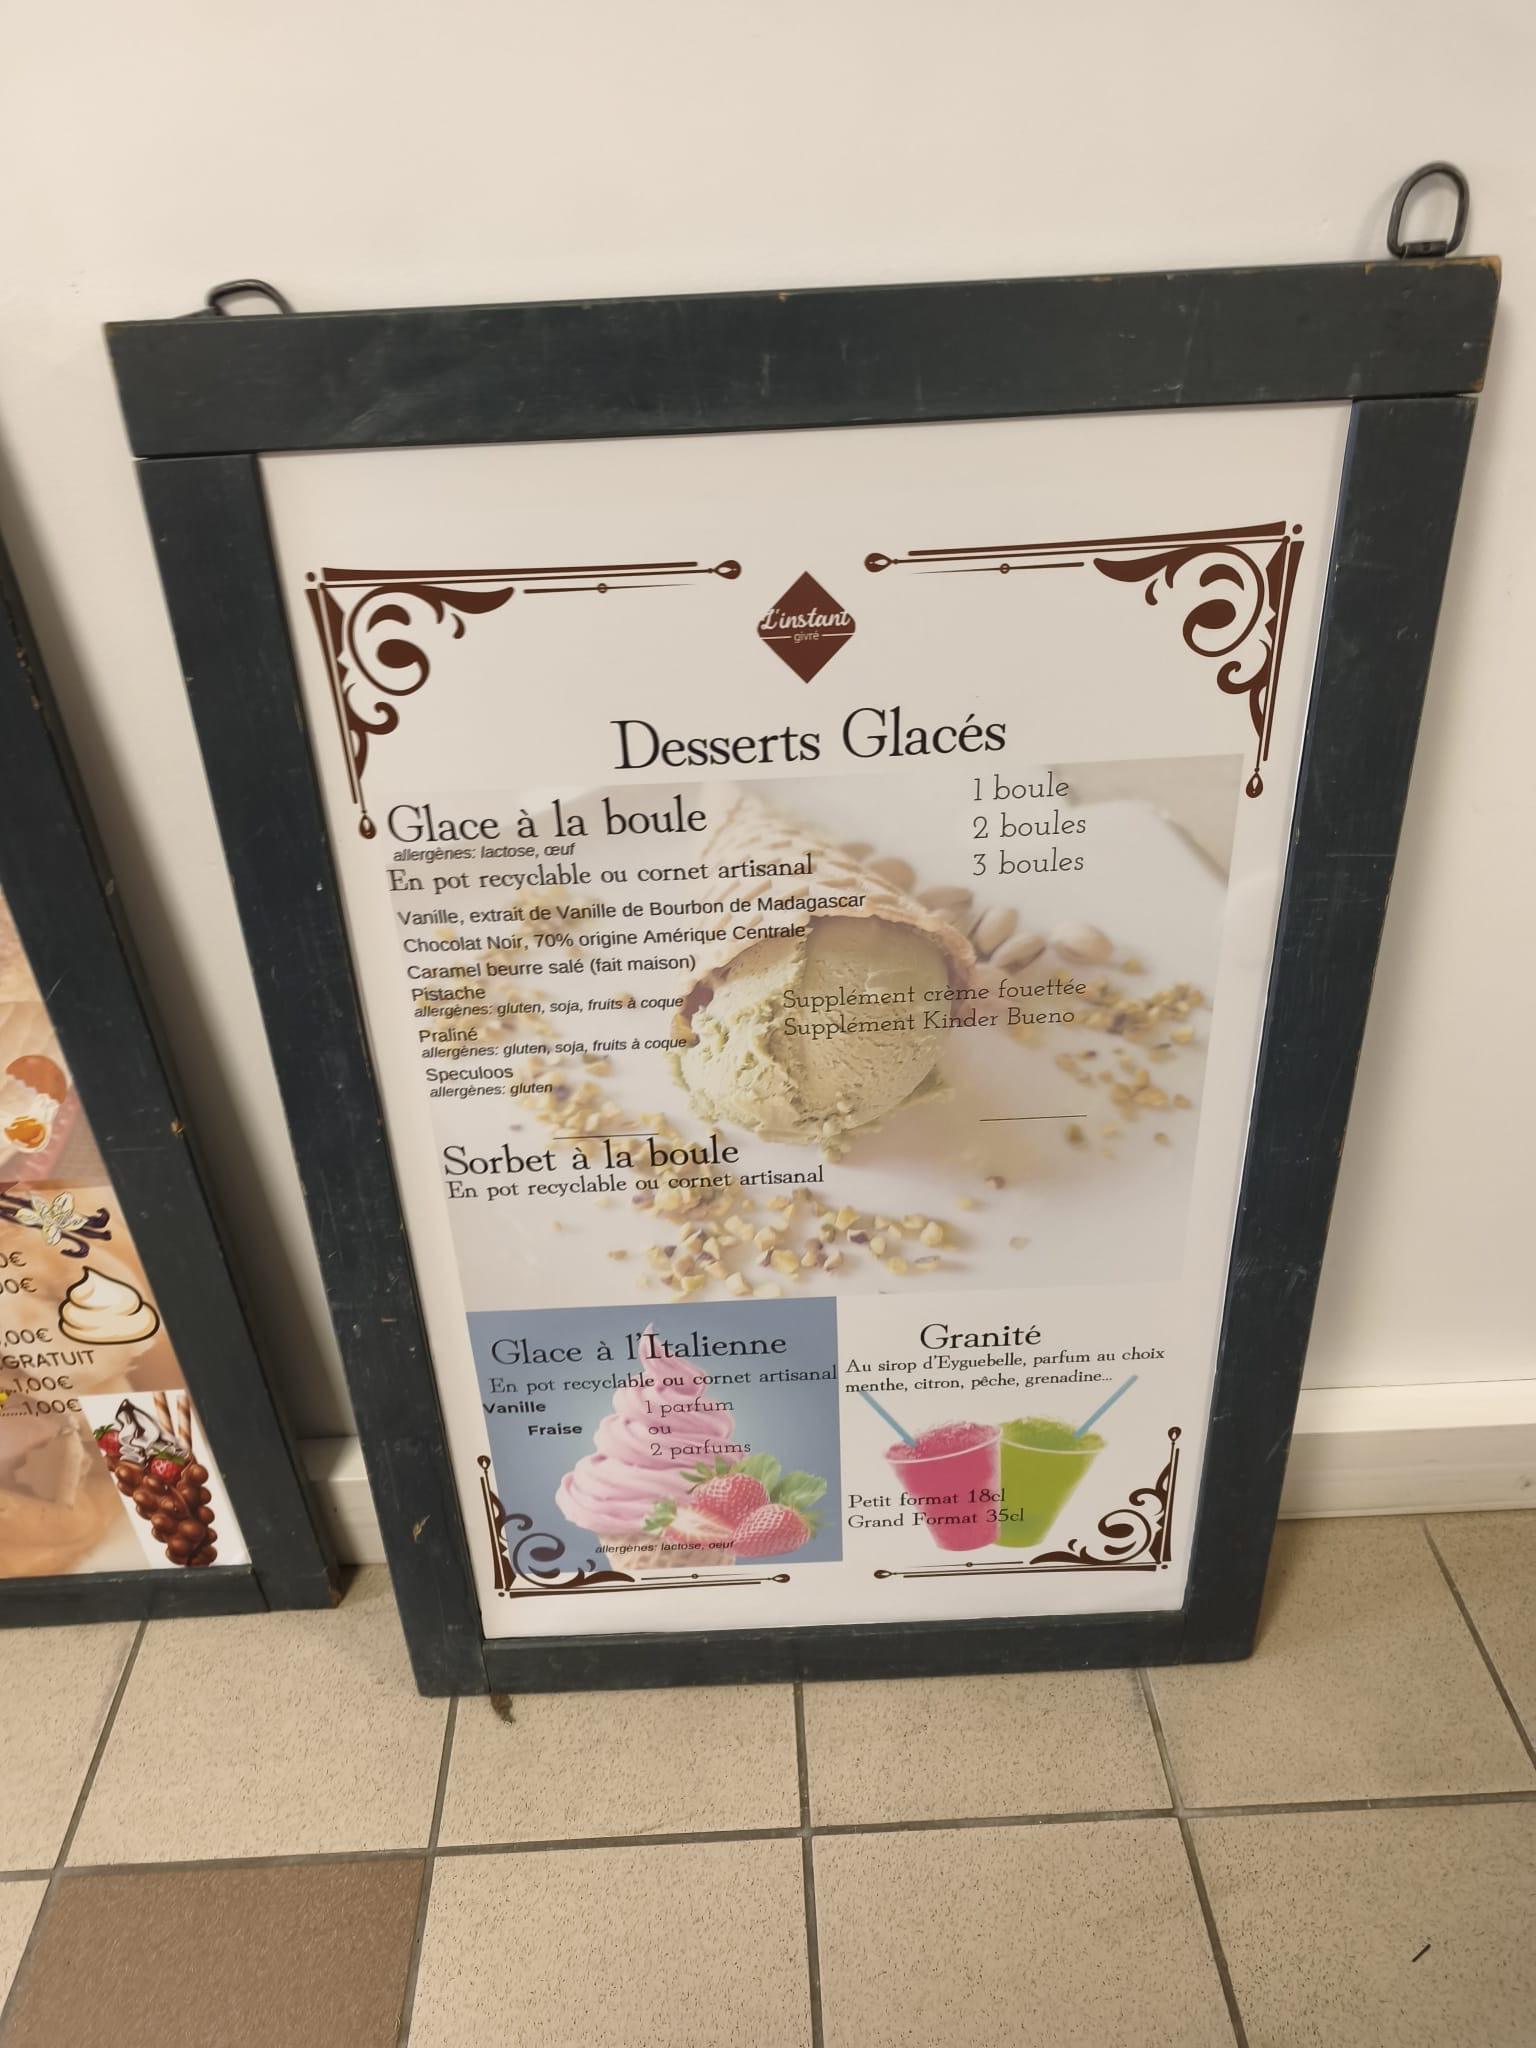 L'instant
givré
Desserts Glacés
Glace à la boule
allergènes: lactose, œuf
En pot recyclable ou cornet artisanal
1 boule
2 boules
3 boules
Vanille, extrait de Vanille de Bourbon de Madagascar
Chocolat Noir, 70% origine Amérique Centrale
Caramel beurre salé (fait maison)
Pistache
allergènes: gluten, soja, fruits à coque
Praliné
allergènes: gluten, soja, fruits à coque
Speculoos
allergènes: gluten
Supplément crème fouettée
Supplément Kinder Bueno
Sorbet à la boule
En pot recyclable ou cornet artisanal
Glace à l'Italienne
En pot recyclable ou cornet artisanal
Vanille
Fraise
1 parfum
ou
2 parfums
allergènes: lactose, oeuf
Granité
Au sirop d'Eyguebelle, parfum au choix
menthe, citron, pêche, grenadine...
Petit format 18cl
Grand Format 35cl
,00€
GRATUIT
1,00€
1,00€